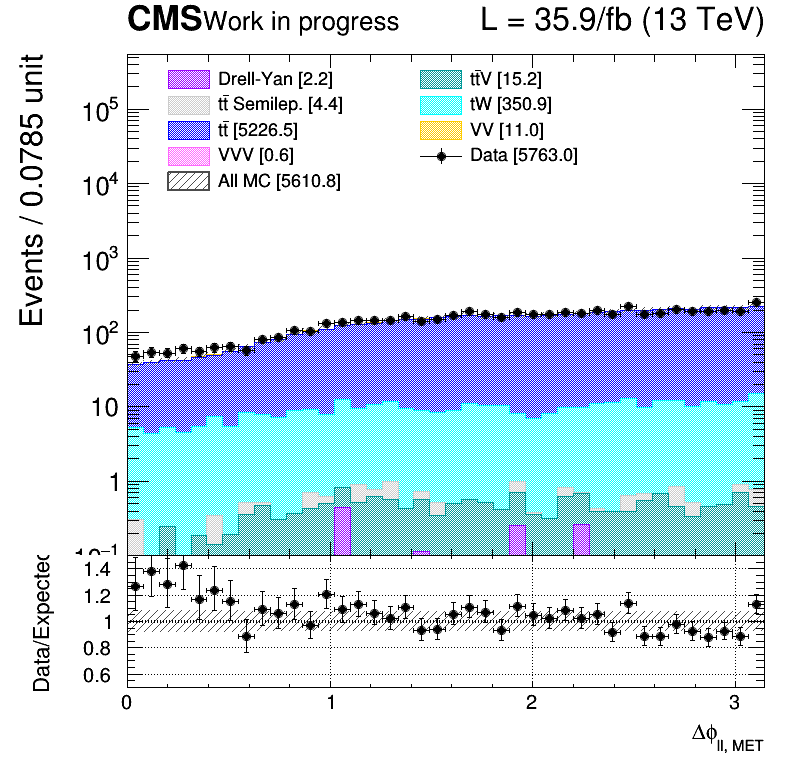 CMS Work in progress L = 35.9/fb (13 TeV)
Events / 0.0785 unit
Drell-Yan [2.2]
tt̄ Semilep. [4.4]
tt̄ [5226.5]
VVV [0.6]
All MC [5610.8]
tt̄V [15.2]
tW [350.9]
VV [11.0]
Data [5763.0]
10⁵
10⁴
10³
10²
10
1
10⁻¹
Data/Expected
1.4
1.2
1
0.8
0.6
0 1 2 3
Δϕll, MET